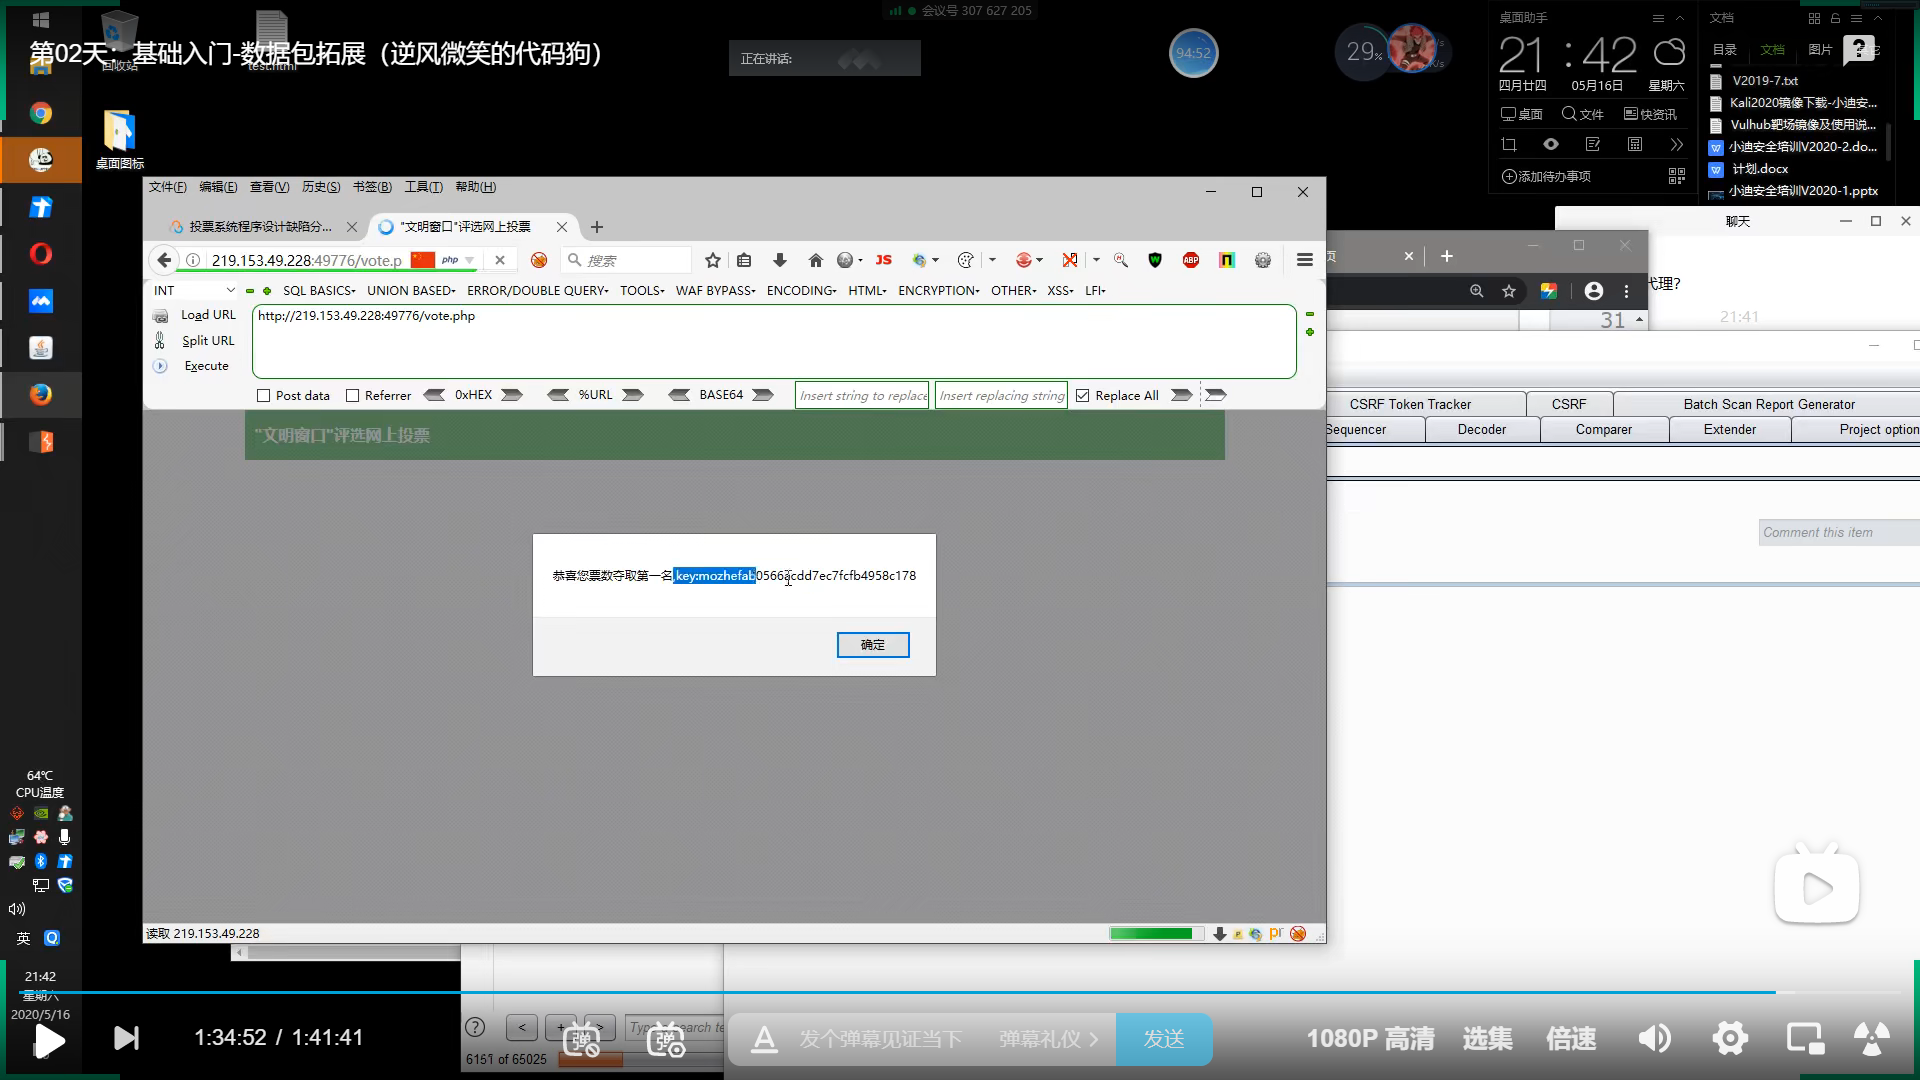 会议号 307 627 205
第02天：基础入门-数据包拓展（逆风微笑的代码狗）
回收站
test.html
正在讲话:
94:52
29%
桌面助手
21:42
四月廿四
05月16日
星期六
桌面
文件
快资讯
添加待办事项
文档
目录
文档
图片
V2019-7.txt
Kali2020镜像下载-小迪安...
Vulhub靶场镜像及使用说...
小迪安全培训V2020-2.do...
计划.docx
小迪安全培训V2020-1.pptx
桌面图标
文件(F)
编辑(E)
查看(V)
历史(S)
书签(B)
工具(T)
帮助(H)
聊天
投票系统程序设计缺陷分...
"文明窗口"评选网上投票
页
219.153.49.228:49776/vote.p
php
搜索
JS
ABP
代理?
INT
SQL BASICS
UNION BASED
ERROR/DOUBLE QUERY
TOOLS
WAF BYPASS
ENCODING
HTML
ENCRYPTION
OTHER
XSS
LFI
21:41
31
Load URL
http://219.153.49.228:49776/vote.php
Split URL
Execute
Post data
Referrer
0xHEX
%URL
BASE64
Insert string to replace
Insert replacing string
Replace All
CSRF Token Tracker
CSRF
Batch Scan Report Generator
Sequencer
Decoder
Comparer
Extender
Project option
"文明窗口"评选网上投票
Comment this item
恭喜您票数夺取第一名,key:mozhefab0566acdd7ec7fcfb4958c178
确定
64℃
CPU温度
读取 219.153.49.228
英
21:42
星期六
2020/5/16
1:34:52 / 1:41:41
6151 of 65025
发个弹幕见证当下
弹幕礼仪
发送
1080P 高清
选集
倍速